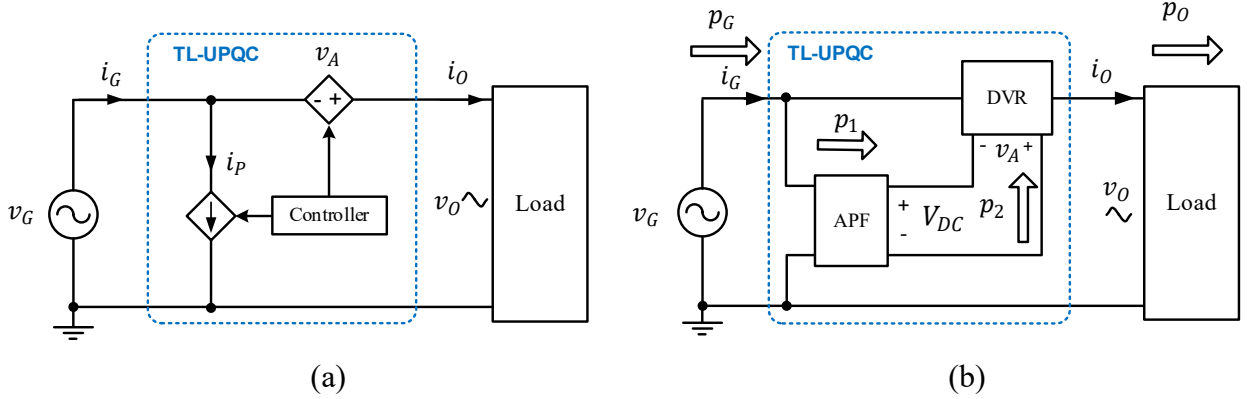 TL-UPQC
v_A
i_G
i_O
- +
i_P
v_G
Controller
v_O
Load
(a)
p_G
p_O
TL-UPQC
i_G
i_O
DVR
p_1
- v_A +
v_G
APF
+
V_DC
-
p_2
v_O
Load
(b)